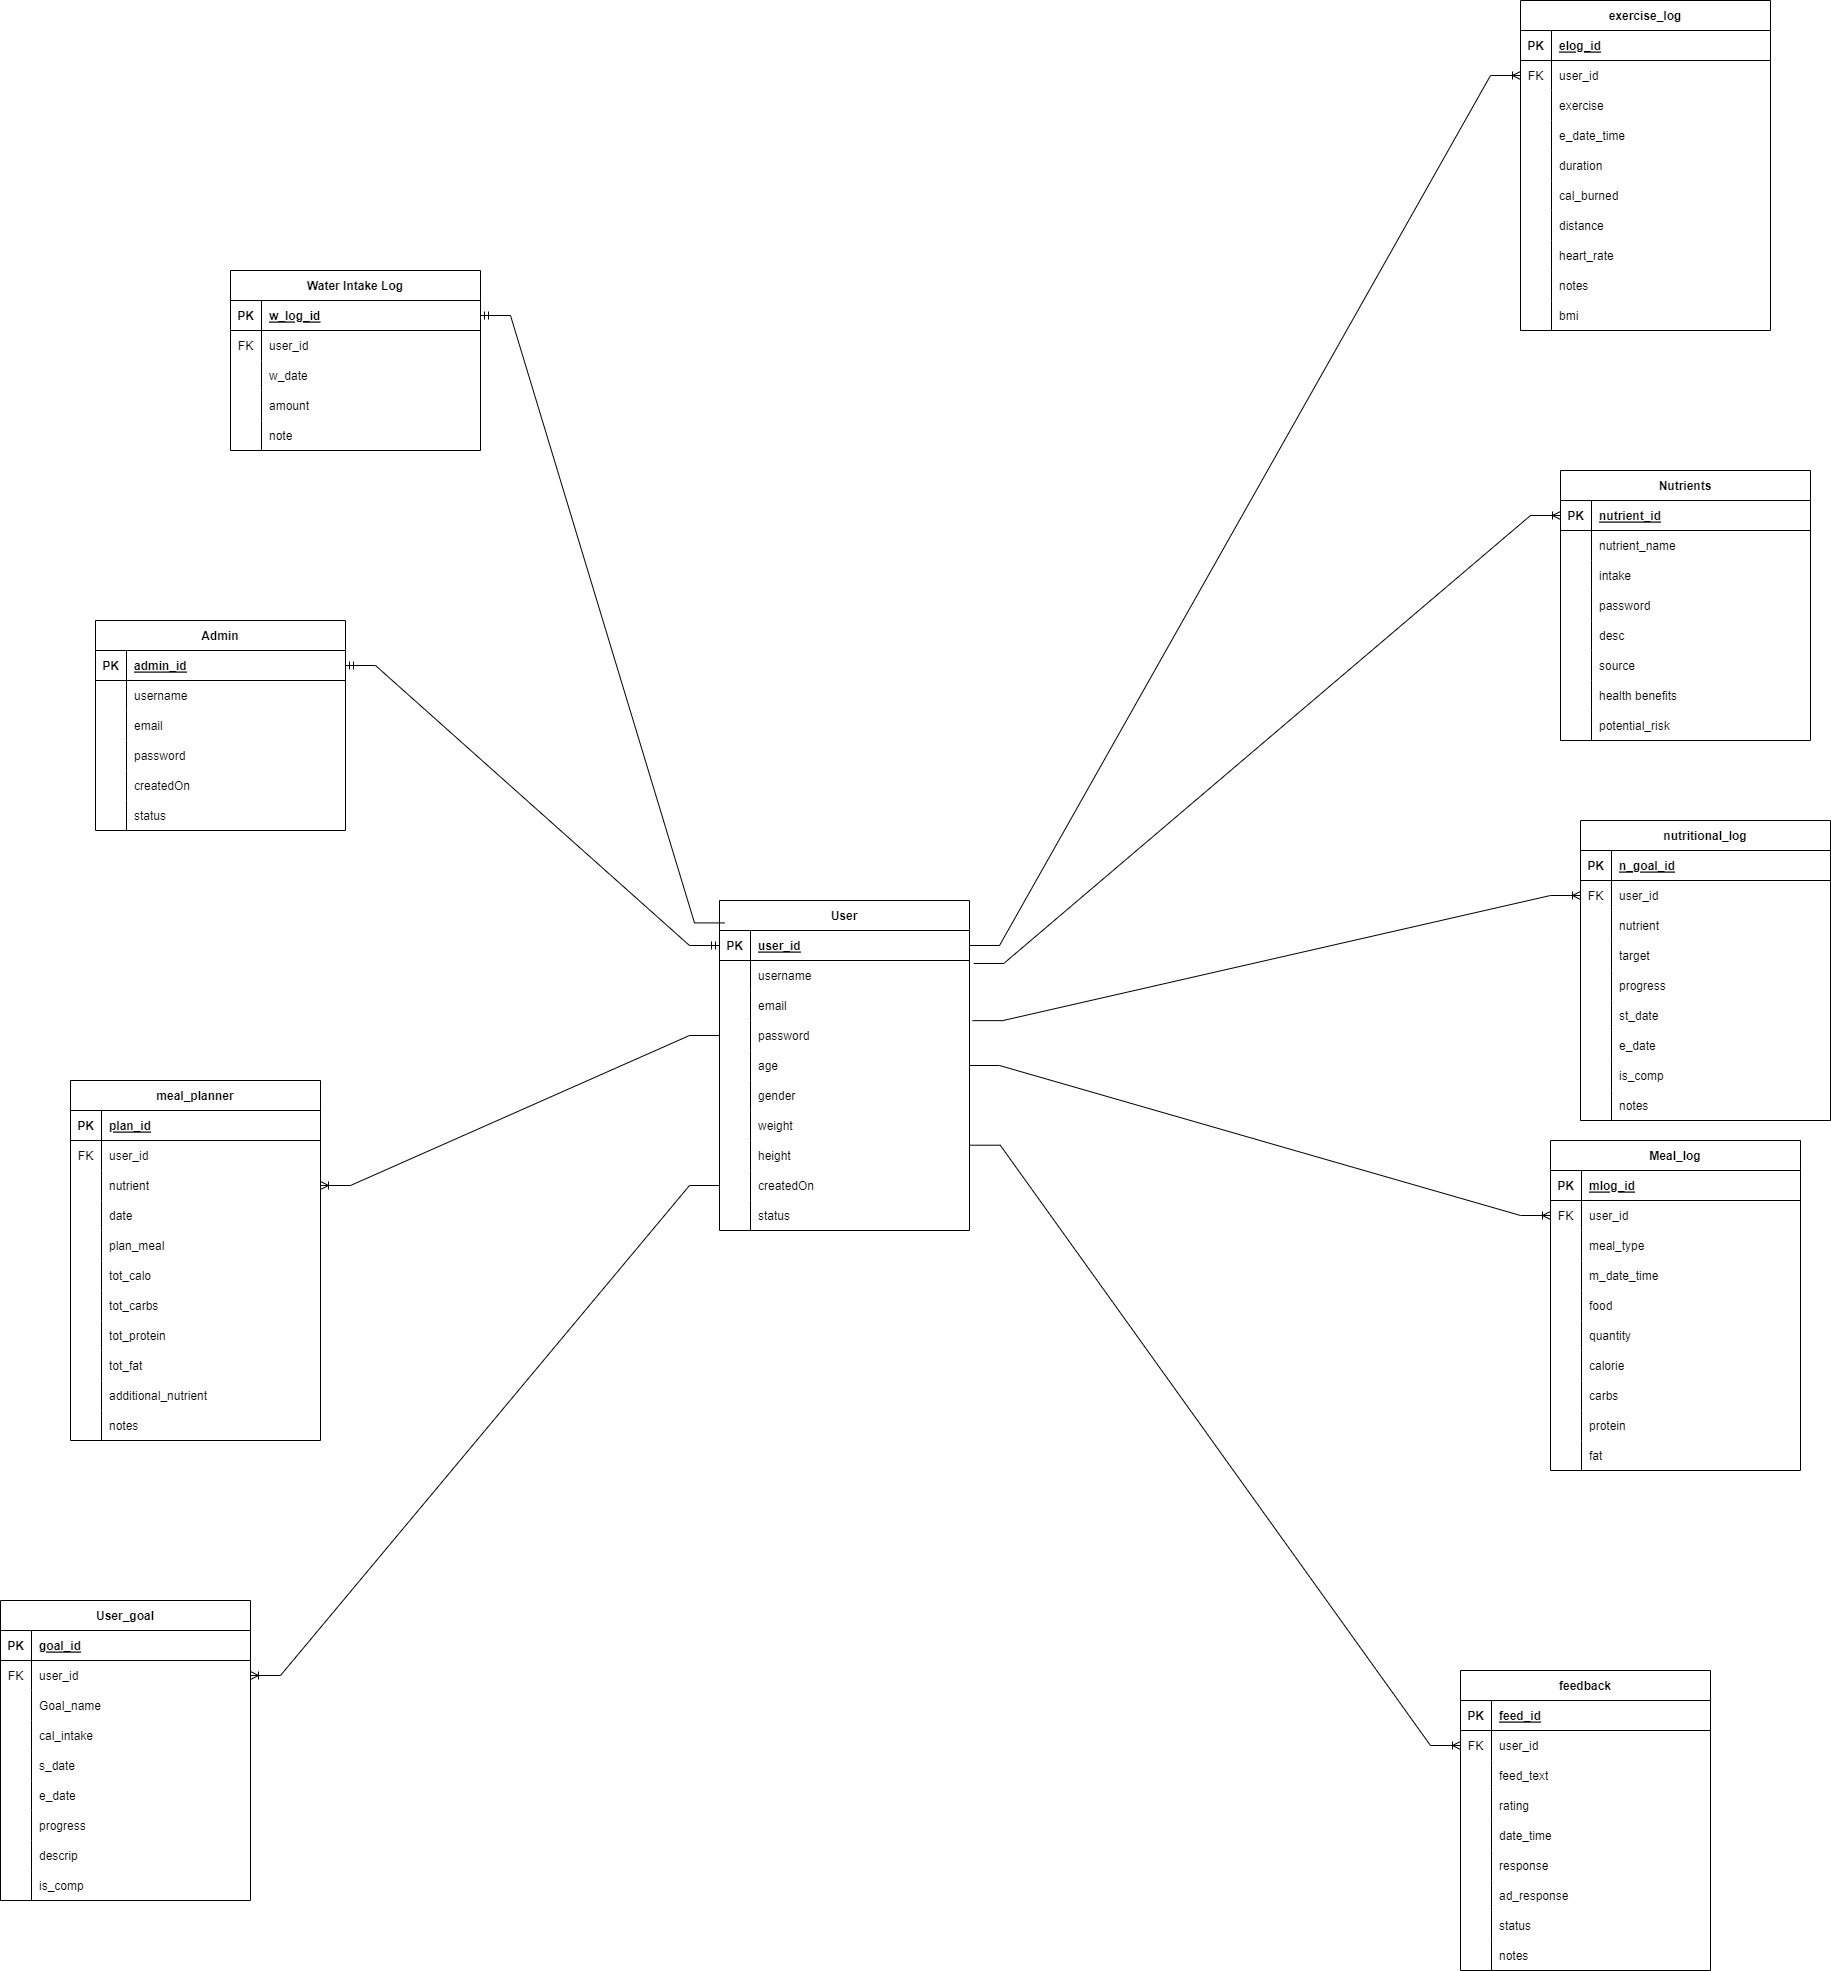 exercise_log
PK elog_id
FK user_id
exercise
e_date_time
duration
cal_burned
distance
heart_rate
notes
bmi
Water Intake Log
PK w_log_id
FK user_id
w_date
amount
note
Nutrients
PK nutrient_id
nutrient_name
intake
password
desc
source
health benefits
potential_risk
Admin
PK admin_id
username
email
password
createdOn
status
nutritional_log
PK n_goal_id
FK user_id
nutrient
target
progress
st_date
e_date
is_comp
notes
User
PK user_id
username
email
password
age
gender
weight
height
createdOn
status
meal_planner
PK plan_id
FK user_id
nutrient
date
plan_meal
tot_calo
tot_carbs
tot_protein
tot_fat
additional_nutrient
notes
Meal_log
PK mlog_id
FK user_id
meal_type
m_date_time
food
quantity
calorie
carbs
protein
fat
User_goal
PK goal_id
FK user_id
Goal_name
cal_intake
s_date
e_date
progress
descrip
is_comp
feedback
PK feed_id
FK user_id
feed_text
rating
date_time
response
ad_response
status
notes